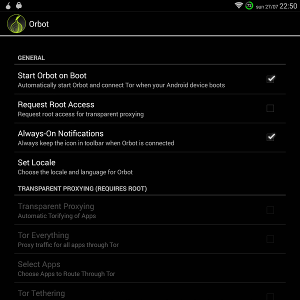 sun 27/07 22:50
Orbot
GENERAL
Start Orbot on Boot
Automatically start Orbot and connect Tor when your Android device boots
Request Root Access
Request root access for transparent proxying
Always-On Notifications
Always keep the icon in toolbar when Orbot is connected
Set Locale
Choose the locale and language for Orbot
TRANSPARENT PROXYING (REQUIRES ROOT)
Transparent Proxying
Automatic Torifying of Apps
Tor Everything
Proxy traffic for all apps through Tor
Select Apps
Choose Apps to Route Through Tor
Tor Tethering